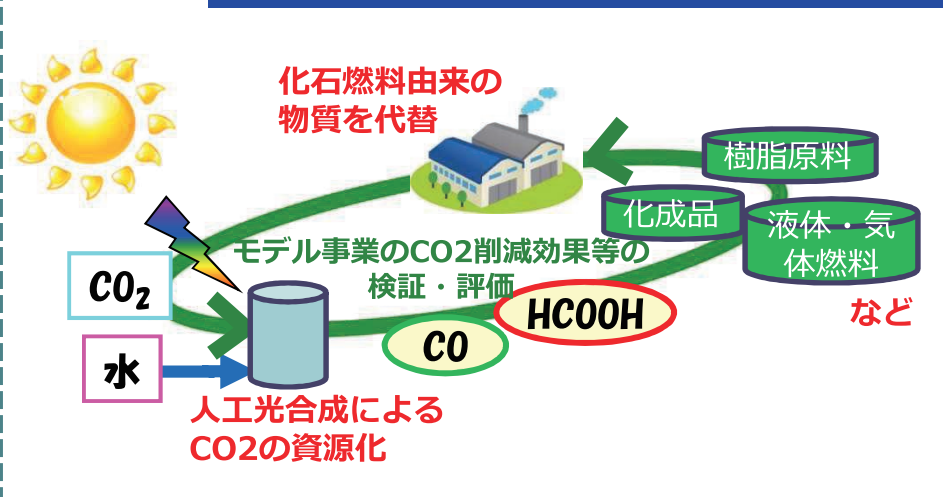 化石燃料由来の
物質を代替
樹脂原料
化成品
液体・気
体燃料
など
モデル事業のCO2削減効果等の
検証・評価
CO₂
HCOOH
CO
水
人工光合成による
CO2の資源化